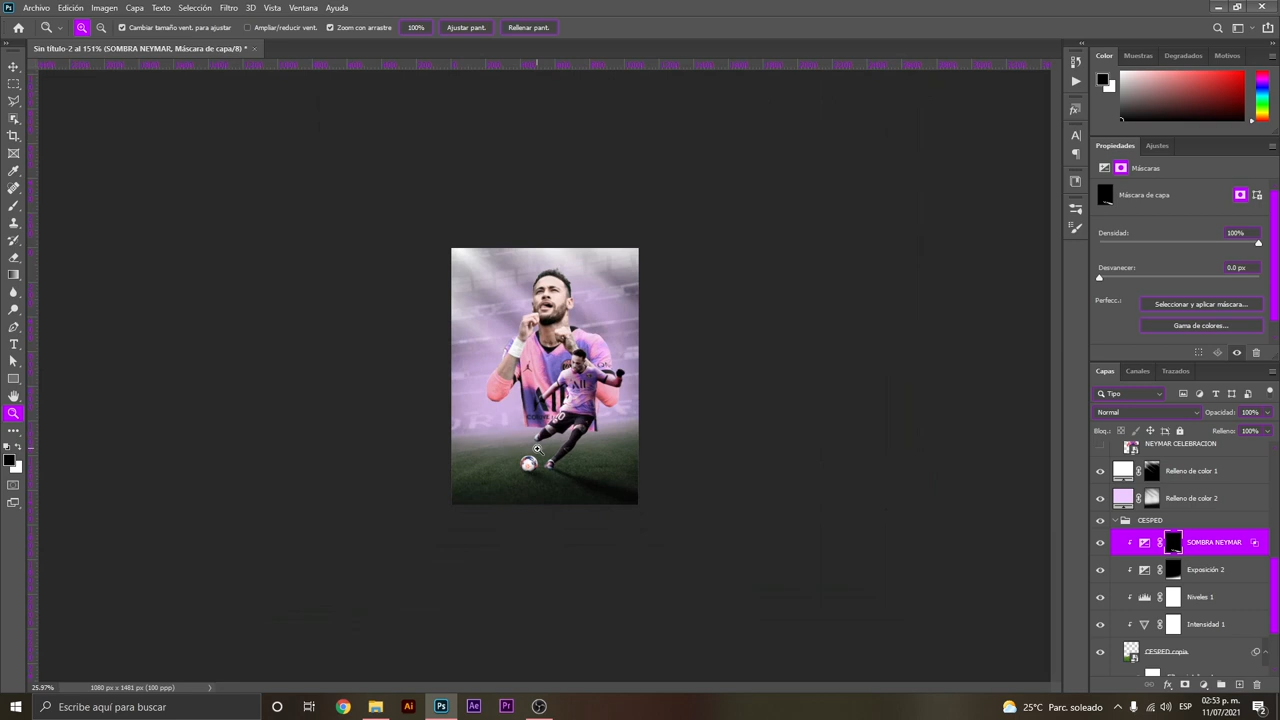 Archivo Edición Imagen Capa Texto Selección Filtro 3D Vista Ventana Ayuda
Cambiar tamaño vent. para ajustar Ampliar/reducir vent. Zoom con arrastre 100% Ajustar pant. Rellenar pant.
Sin título-2 al 151% (SOMBRA NEYMAR, Máscara de capa/8) *
Color Muestras Degradados Motivos
Propiedades Ajustes
Máscaras
Máscara de capa
Densidad: 100%
Desvanecer: 0.0 px
Perfecc.: Seleccionar y aplicar máscara...
Gama de colores...
Capas Canales Trazados
Tipo
Normal Opacidad: 100%
Bloq.: Relleno: 100%
NEYMAR CELEBRACION
Relleno de color 1
Relleno de color 2
CESPED
SOMBRA NEYMAR
Exposición 2
Niveles 1
Intensidad 1
CESPED copia
25.97% 1080 px x 1481 px (100 ppp)
Escribe aquí para buscar
25°C Parc. soleado ESP 02:53 p. m.
11/07/2021